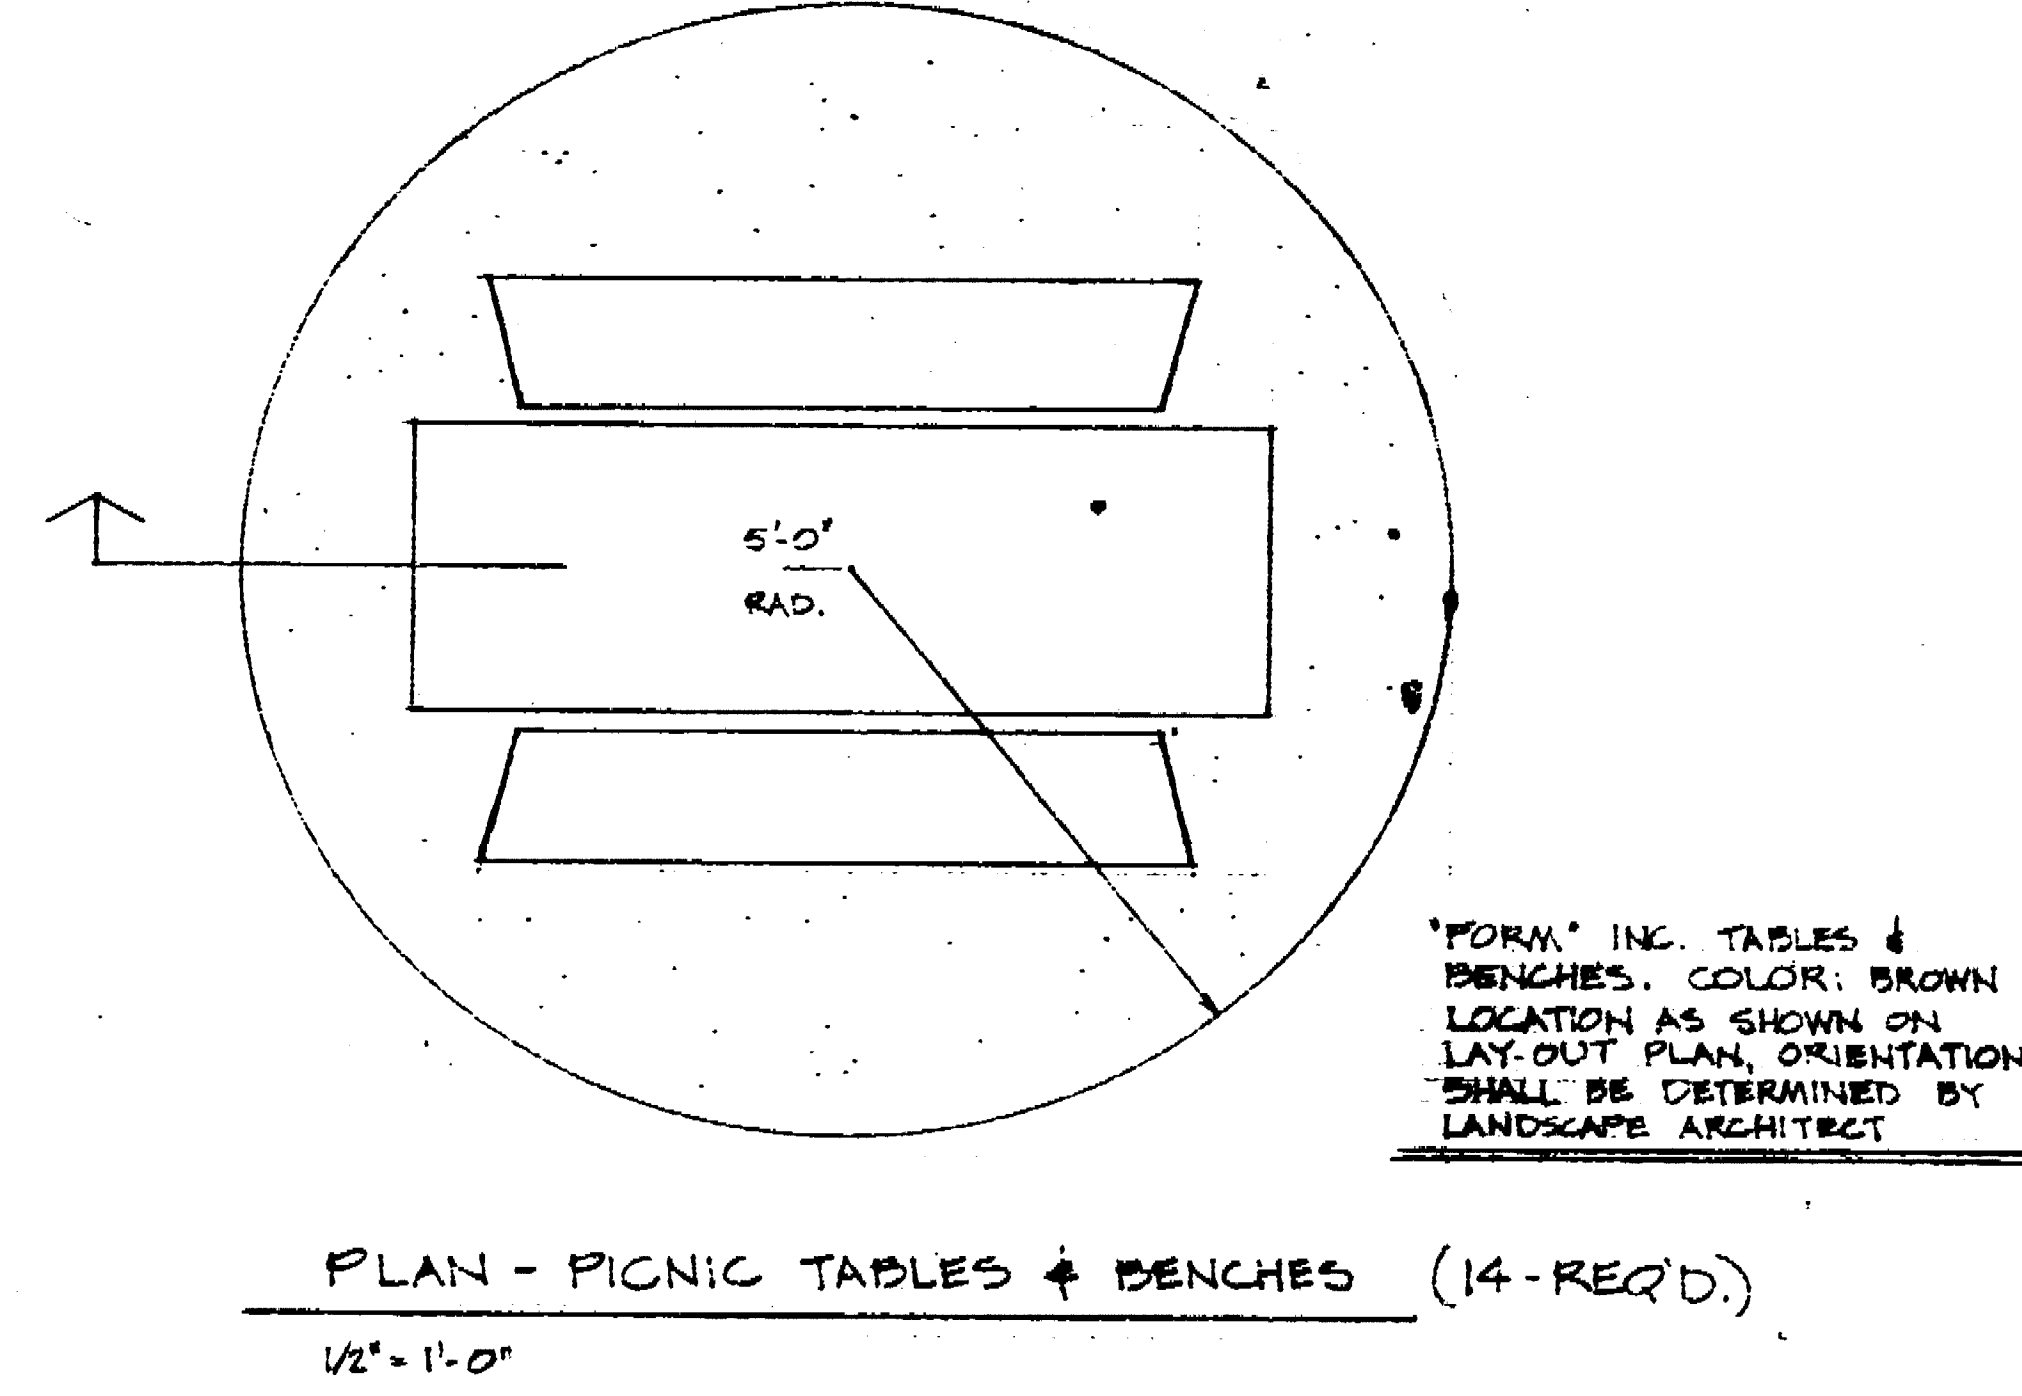 5'-0"
RAD.
"FORM" INC. TABLES &
BENCHES. COLOR: BROWN
LOCATION AS SHOWN ON
LAY-OUT PLAN, ORIENTATION
SHALL BE DETERMINED BY
LANDSCAPE ARCHITECT
PLAN - PICNIC TABLES & BENCHES (14-REQ'D.)
1/2" = 1'-0"